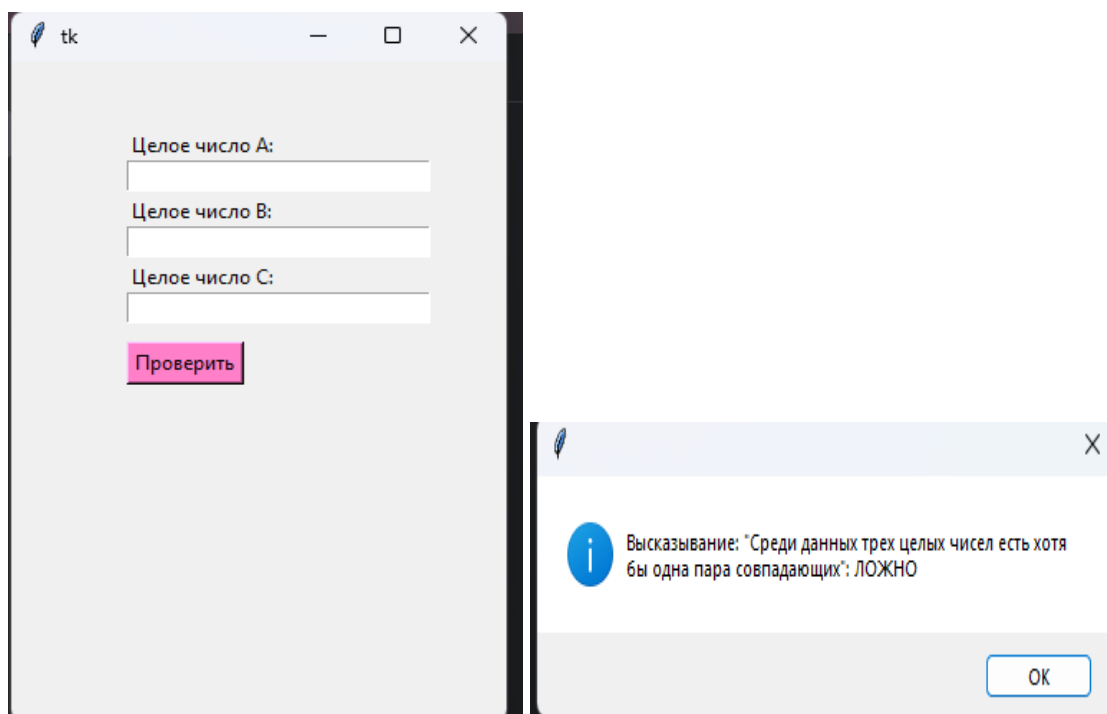 tk
Целое число A:
Целое число B:
Целое число C:
Проверить
Высказывание: "Среди данных трех целых чисел есть хотя
бы одна пара совпадающих": ЛОЖНО
OK